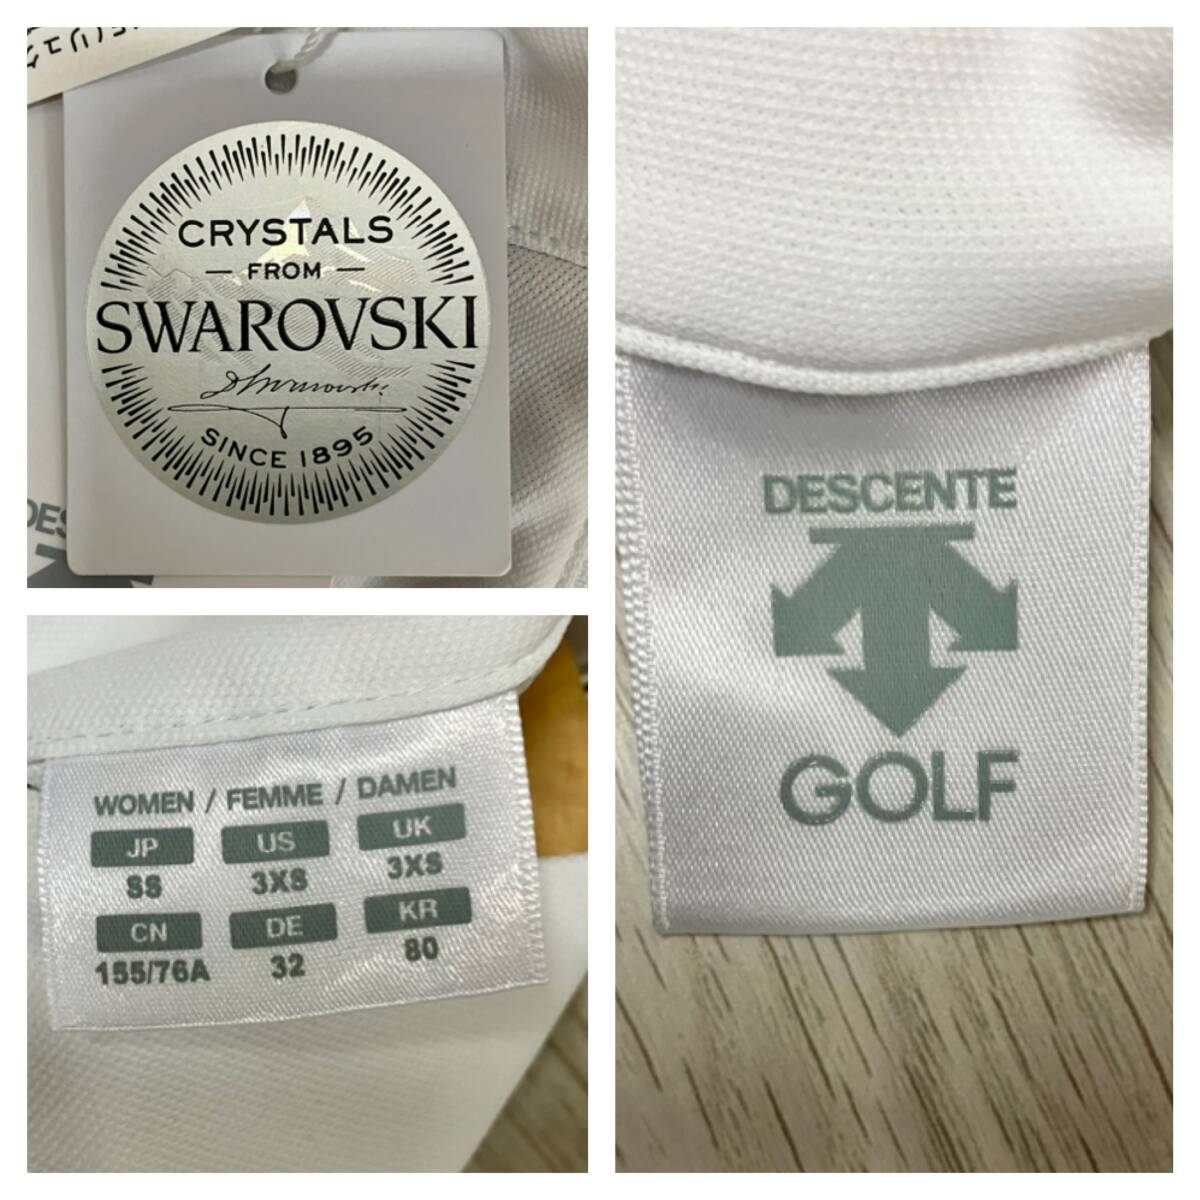 CRYSTALS
— FROM —
SWAROVSKI
SINCE 1895
DES
WOMEN / FEMME / DAMEN
JP US UK
SS 3XS 3XS
CN DE KR
155/76A 32 80
DESCENTE
GOLF